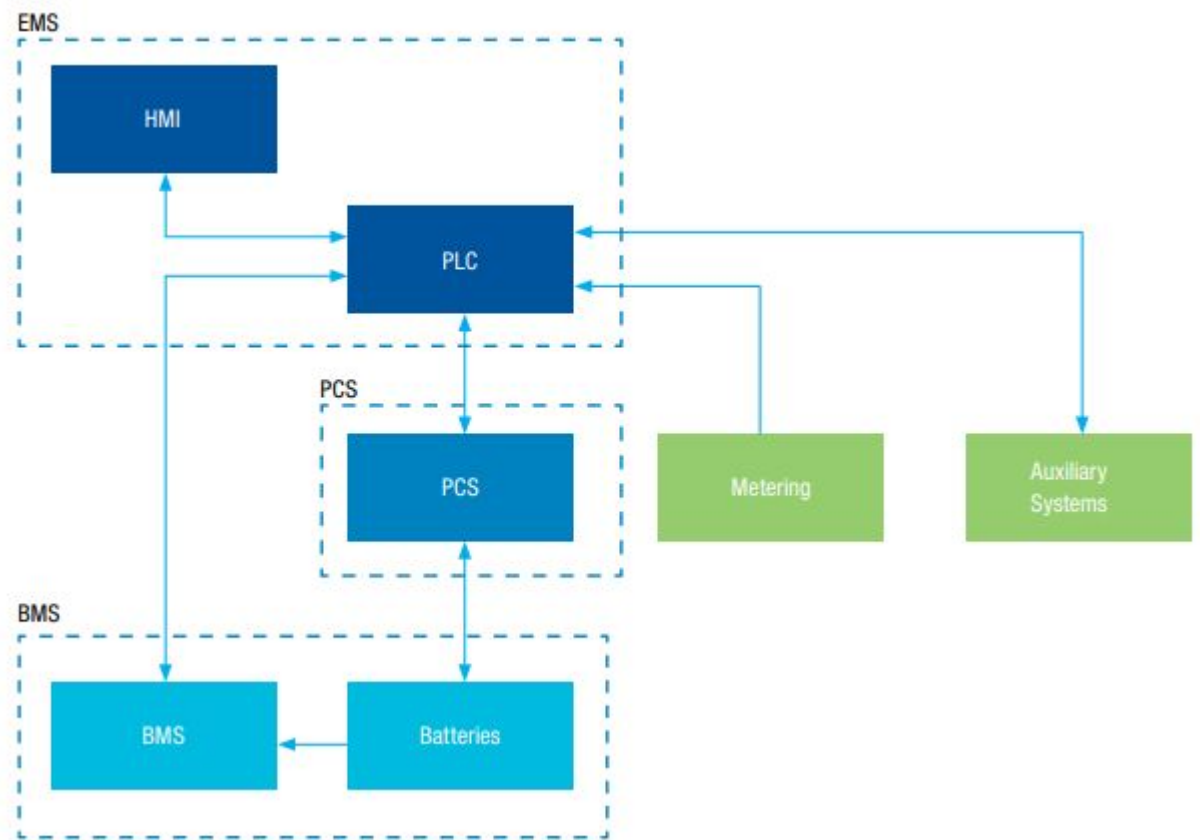 EMS
HMI
PLC
PCS
PCS
Metering
Auxiliary
Systems
BMS
BMS
Batteries